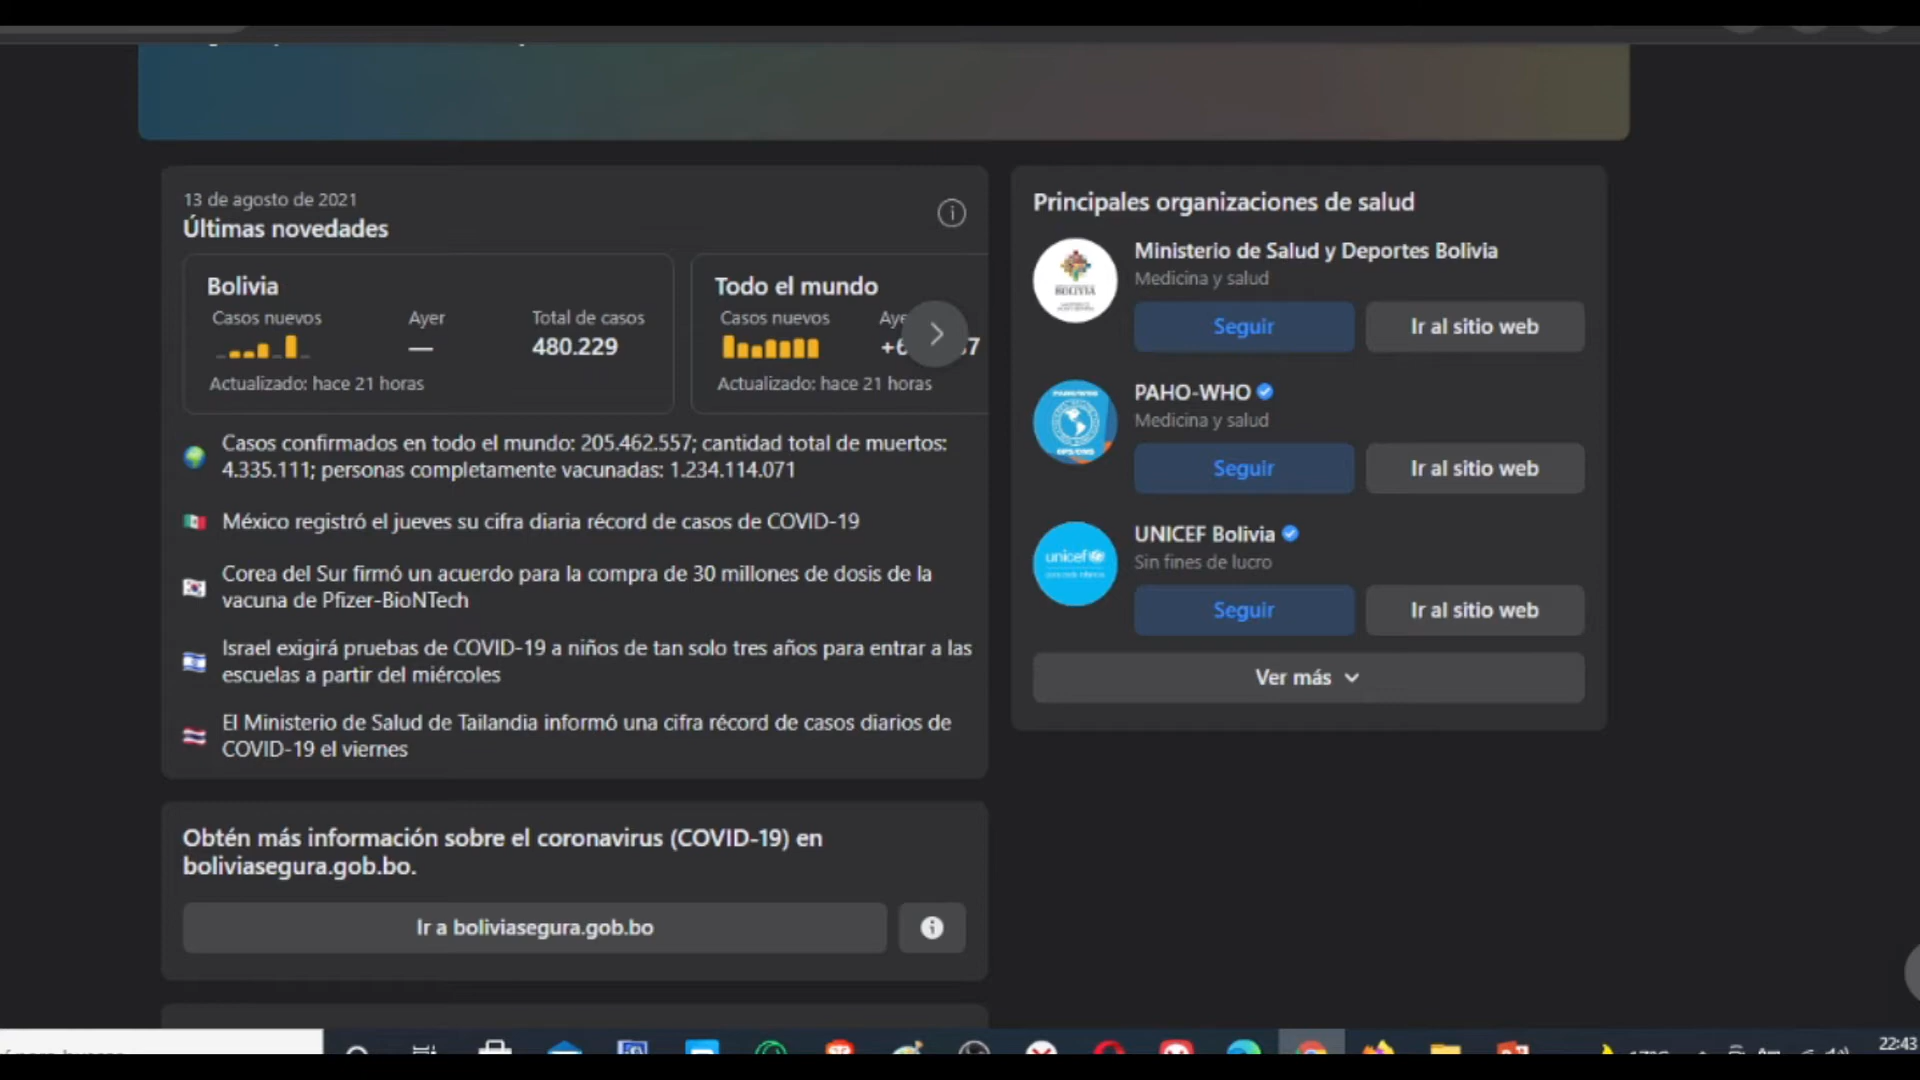 13 de agosto de 2021
Últimas novedades
Bolivia
Casos nuevos
Ayer
Total de casos
—
480.229
Actualizado: hace 21 horas
Todo el mundo
Casos nuevos
Actualizado: hace 21 horas
Casos confirmados en todo el mundo: 205.462.557; cantidad total de muertos:
4.335.111; personas completamente vacunadas: 1.234.114.071
México registró el jueves su cifra diaria récord de casos de COVID-19
Corea del Sur firmó un acuerdo para la compra de 30 millones de dosis de la
vacuna de Pfizer-BioNTech
Israel exigirá pruebas de COVID-19 a niños de tan solo tres años para entrar a las
escuelas a partir del miércoles
El Ministerio de Salud de Tailandia informó una cifra récord de casos diarios de
COVID-19 el viernes
Obtén más información sobre el coronavirus (COVID-19) en
boliviasegura.gob.bo.
Ir a boliviasegura.gob.bo
Principales organizaciones de salud
BOLIVIA
Ministerio de Salud y Deportes Bolivia
Medicina y salud
Seguir
Ir al sitio web
PAHO-WHO
Medicina y salud
Seguir
Ir al sitio web
unicef
UNICEF Bolivia
Sin fines de lucro
Seguir
Ir al sitio web
Ver más
22:43